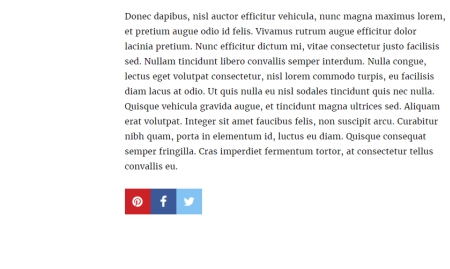 Donec dapibus, nisl auctor efficitur vehicula, nunc magna maximus lorem,
et pretium augue odio id felis. Vivamus rutrum augue efficitur dolor
lacinia pretium. Nunc efficitur dictum mi, vitae consectetur justo facilisis
sed. Nullam tincidunt libero convallis semper interdum. Nulla congue,
lectus eget volutpat consectetur, nisl lorem commodo turpis, eu facilisis
diam lacus at odio. Ut quis nulla eu nisl sodales tincidunt quis nec nulla.
Quisque vehicula gravida augue, et tincidunt magna ultrices sed. Aliquam
erat volutpat. Integer sit amet faucibus felis, non suscipit arcu. Curabitur
nibh quam, porta in elementum id, luctus eu diam. Quisque consequat
semper fringilla. Cras imperdiet fermentum tortor, at consectetur tellus
convallis eu.